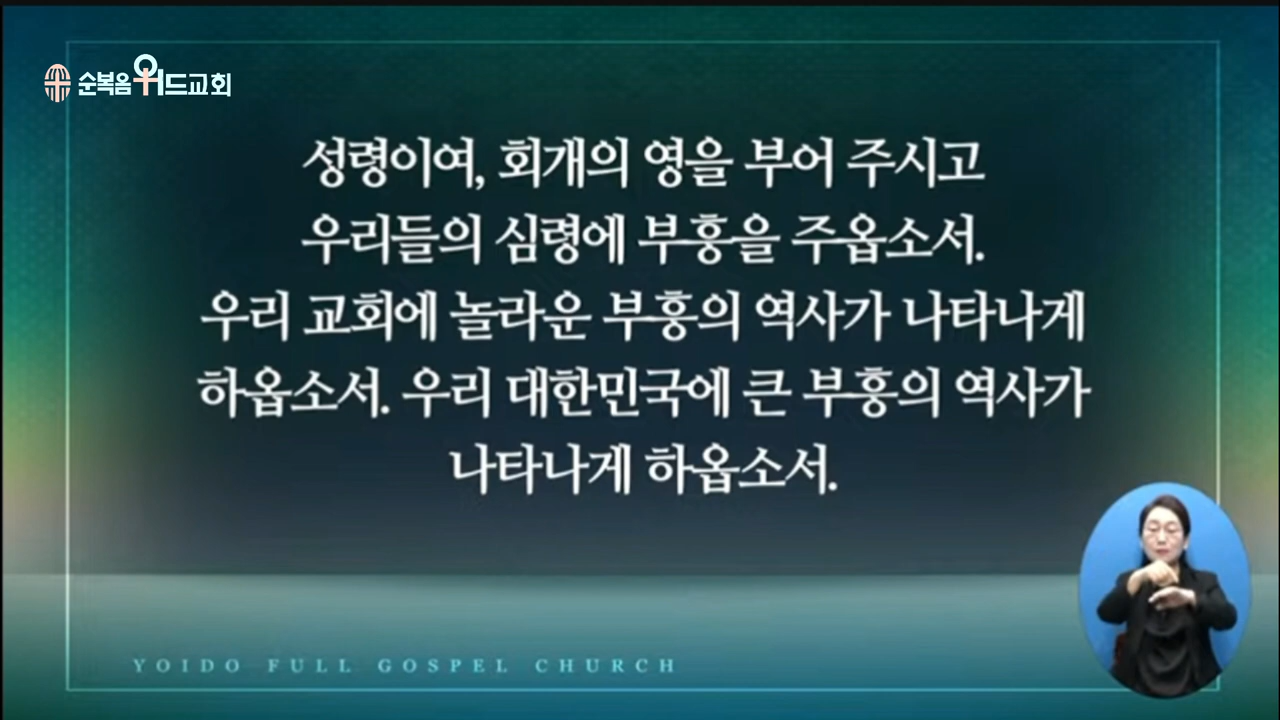 순복음위드교회
성령이여, 회개의 영을 부어 주시고
우리들의 심령에 부흥을 주옵소서.
우리 교회에 놀라운 부흥의 역사가 나타나게
하옵소서. 우리 대한민국에 큰 부흥의 역사가
나타나게 하옵소서.
YOIDO FULL GOSPEL CHURCH